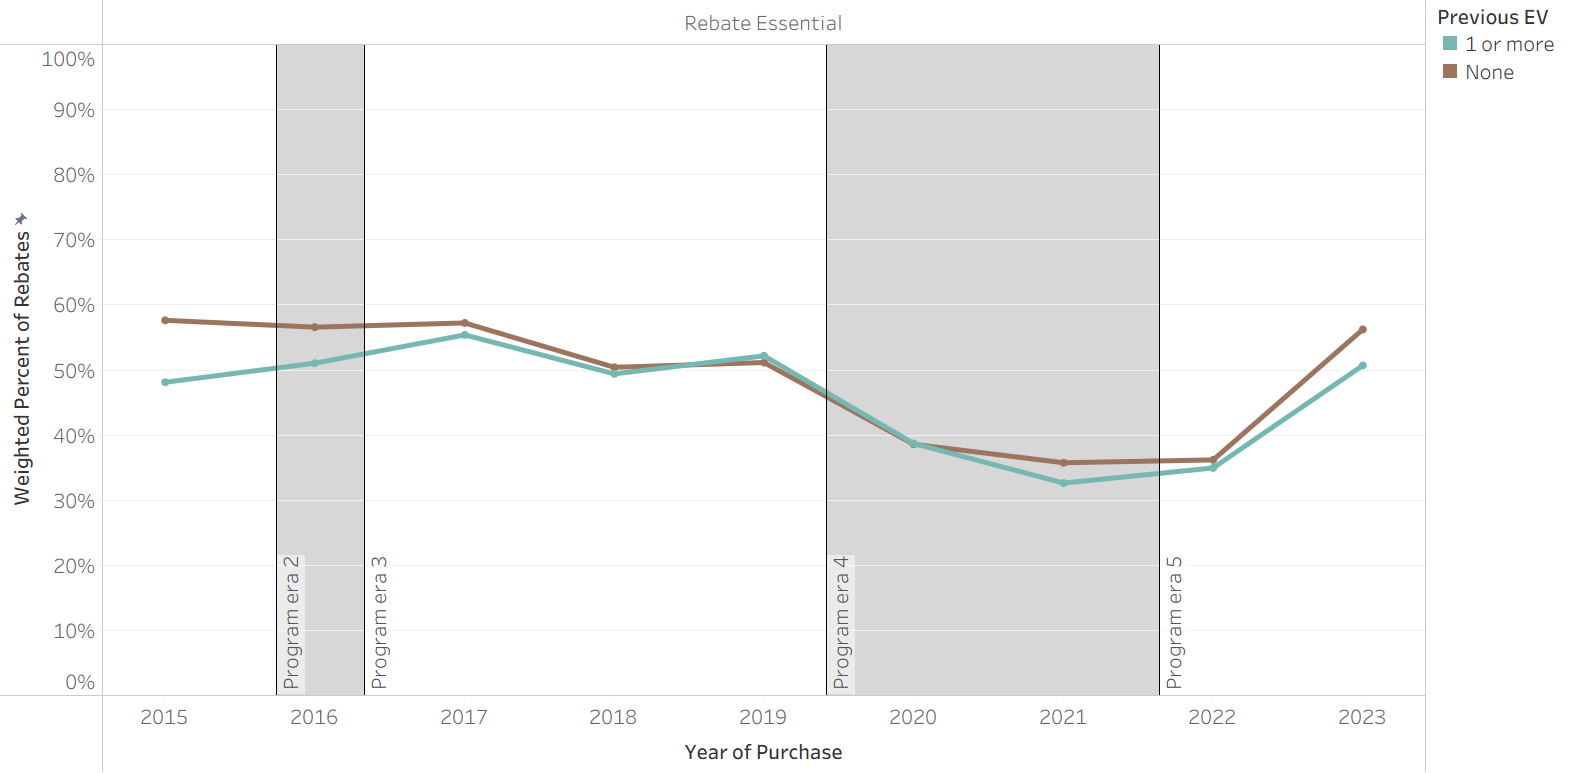 Rebate Essential
Previous EV
1 or more
None
100%
90%
80%
70%
60%
50%
40%
30%
20%
10%
0%
Weighted Percent of Rebates
Program era 2
Program era 3
Program era 4
Program era 5
2015
2016
2017
2018
2019
2020
2021
2022
2023
Year of Purchase